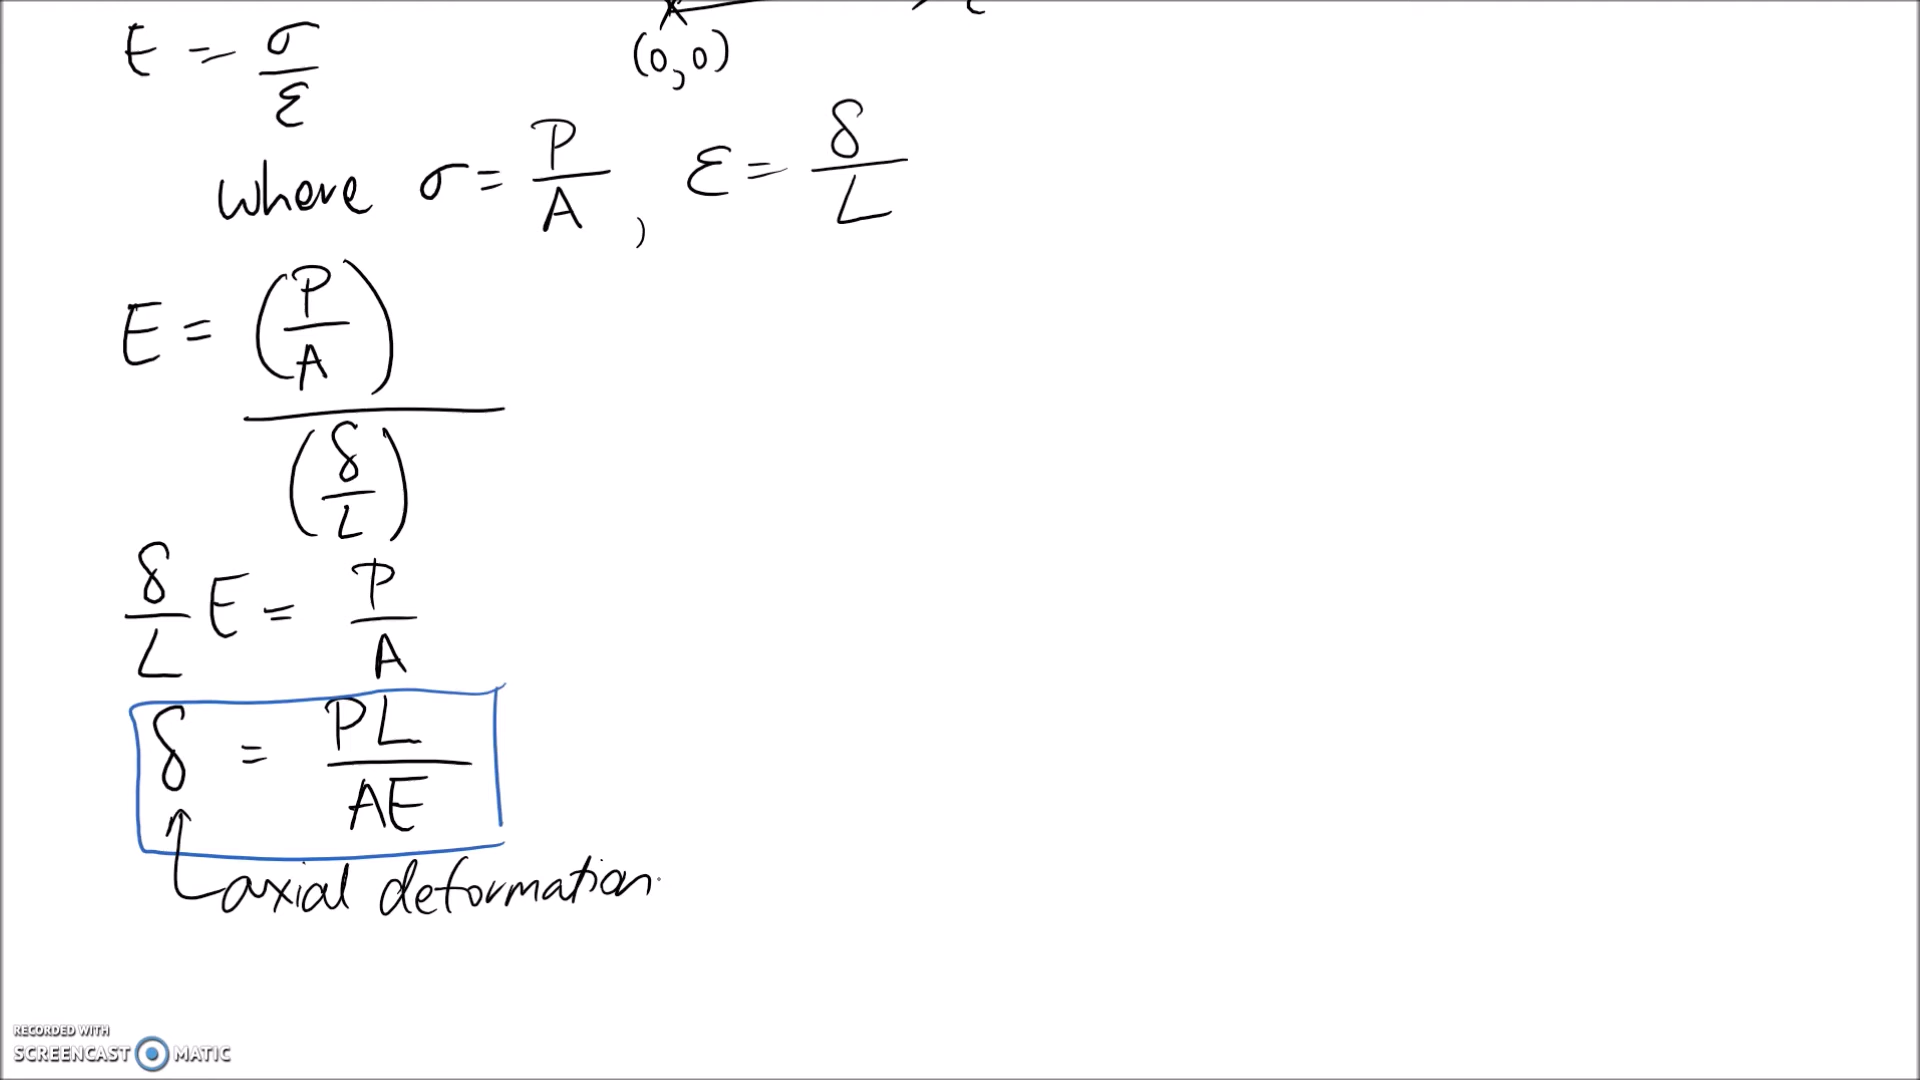 E = σ/ε
(0,0)
where σ = P/A, ε = δ/L
E = (P/A)/(δ/L)
δ/L E = P/A
δ = PL/AE
axial deformation
RECORDED WITH
SCREENCAST MATIC